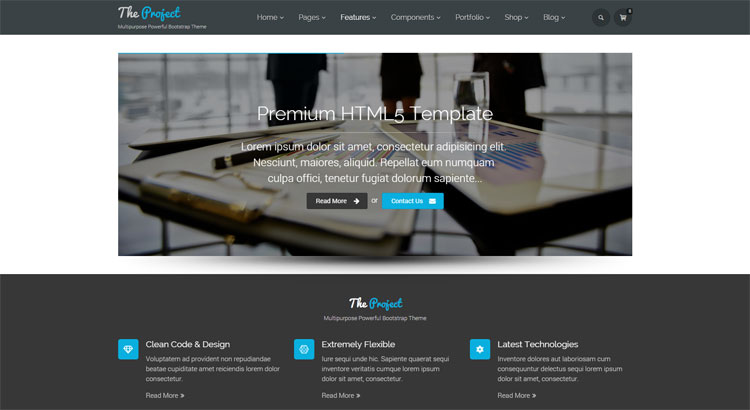 The Project
Multipurpose Powerful Bootstrap Theme
Home Pages Features Components Portfolio Shop Blog
0
Premium HTML5 Template
Lorem ipsum dolor sit amet, consectetur adipisicing elit.
Nesciunt, maiores, aliquid. Repellat eum numquam
culpa offici, tenetur fugiat dolorum sapiente...
Read More or Contact Us
The Project
Multipurpose Powerful Bootstrap Theme
Clean Code & Design
Voluptatem ad provident non repudiandae
beatae cupiditate amet reiciendis lorem dolor
consectetur.
Read More »
Extremely Flexible
Iure sequi unde hic. Sapiente quaerat sequi
inventore veritatis cumque lorem ipsum
dolor sit amet, consectetur.
Read More »
Latest Technologies
Inventore dolores aut laboriosam cum
consequuntur delectus sequi lorem ipsum
dolor sit amet, consectetur.
Read More »